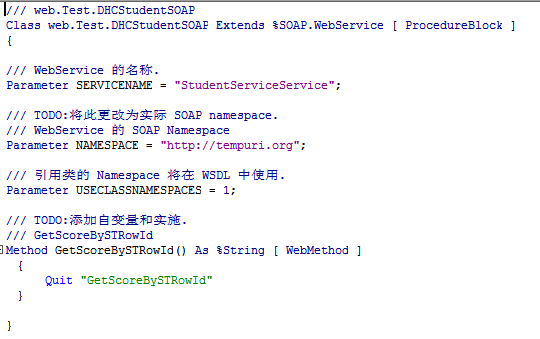 /// web.Test.DHCStudentSOAP
Class web.Test.DHCStudentSOAP Extends %SOAP.WebService [ ProcedureBlock ]
{
/// WebService 的名称.
Parameter SERVICENAME = "StudentServiceService";
/// TODO:将此更改为实际 SOAP namespace.
/// WebService 的 SOAP Namespace
Parameter NAMESPACE = "http://tempuri.org";
/// 引用类的 Namespace 将在 WSDL 中使用.
Parameter USECLASSNAMESPACES = 1;
/// TODO:添加自变量和实施.
/// GetScoreBySTRowId
Method GetScoreBySTRowId() As %String [ WebMethod ]
{
Quit "GetScoreBySTRowId"
}
}